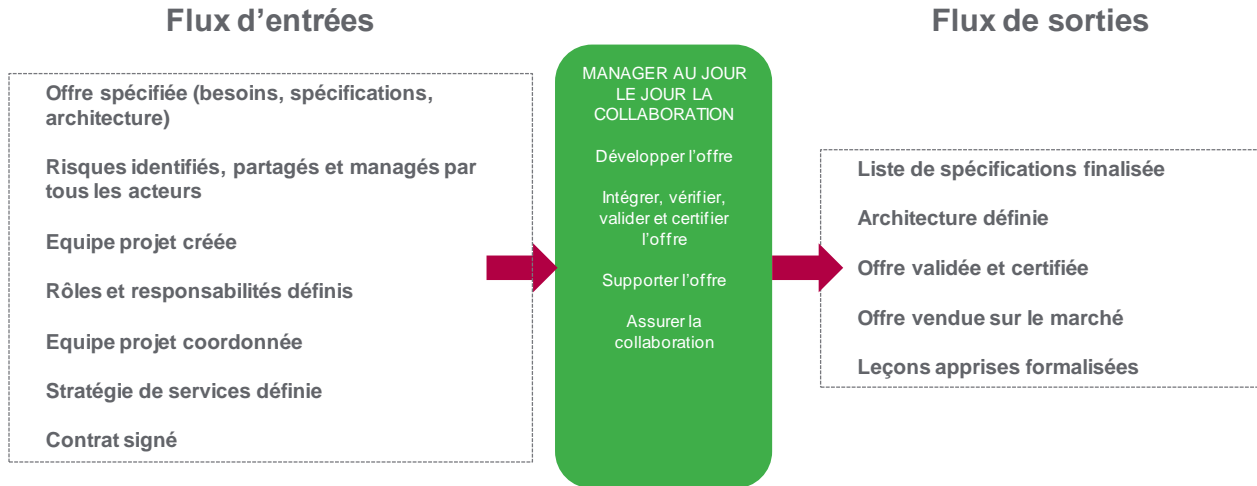 Flux d’entrées
Offre spécifiée (besoins, spécifications,
architecture)
Risques identifiés, partagés et managés par
tous les acteurs
Equipe projet créée
Rôles et responsabilités définis
Equipe projet coordonnée
Stratégie de services définie
Contrat signé
MANAGER AU JOUR
LE JOUR LA
COLLABORATION
Développer l’offre
Intégrer, vérifier,
valider et certifier
l’offre
Supporter l’offre
Assurer la
collaboration
Flux de sorties
Liste de spécifications finalisée
Architecture définie
Offre validée et certifiée
Offre vendue sur le marché
Leçons apprises formalisées